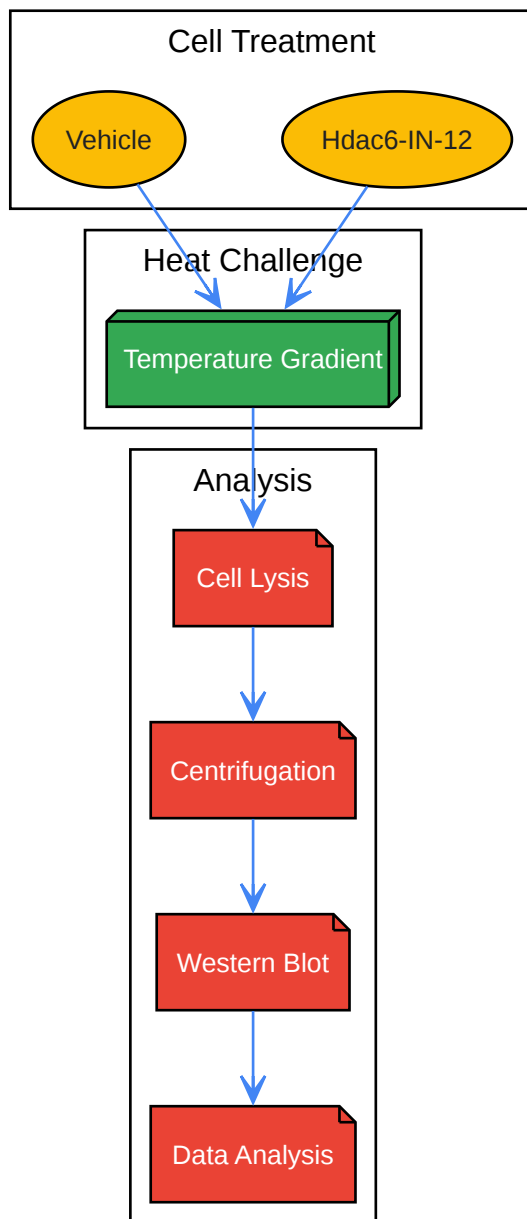 Cell Treatment
Vehicle
Hdac6-IN-12
Heat Challenge
Temperature Gradient
Analysis
Cell Lysis
Centrifugation
Western Blot
Data Analysis